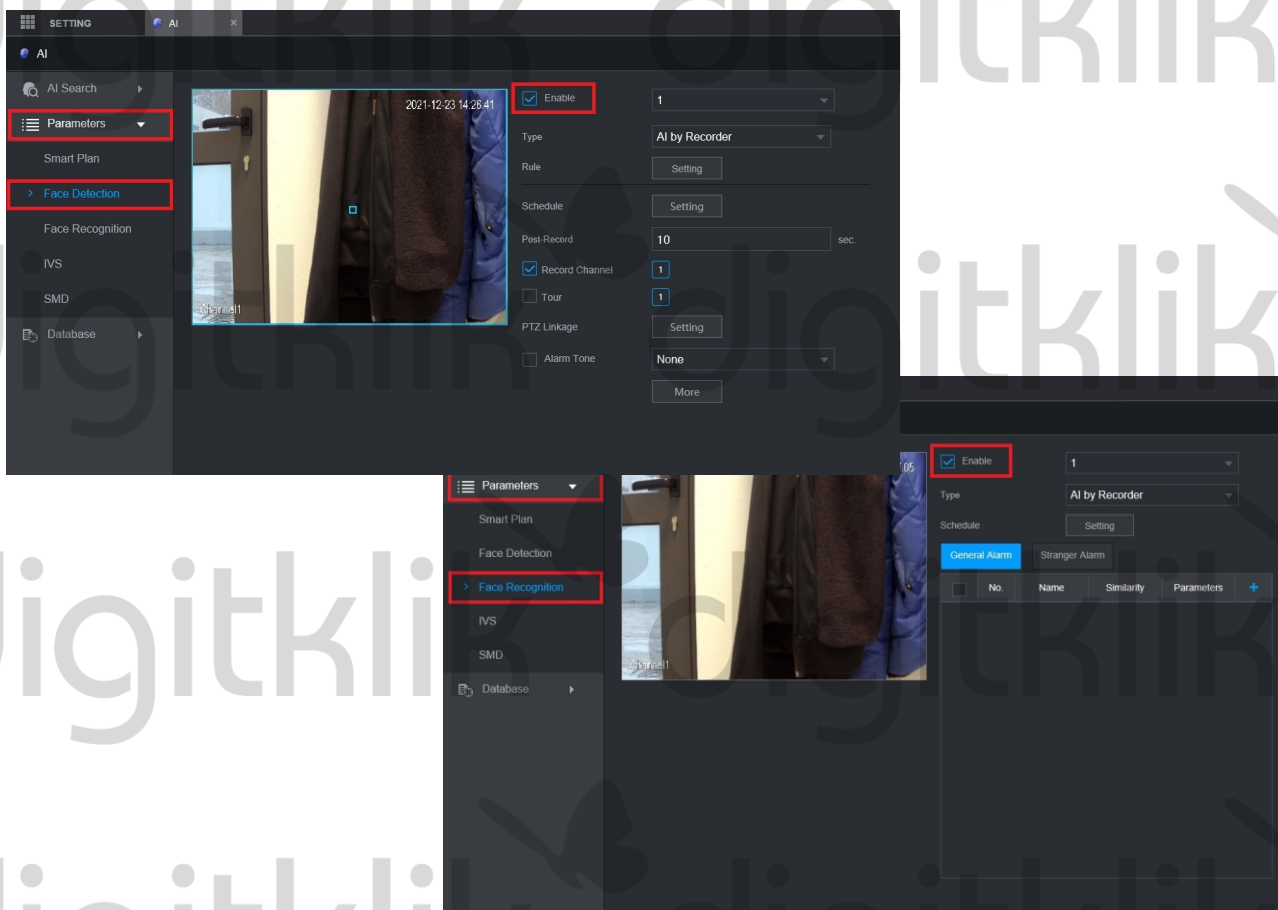 SETTING
AI
×
AI
AI Search
Parameters
Smart Plan
Face Detection
Face Recognition
IVS
SMD
Database
2021-12-23 14:26:41
Channel1
Enable
1
Type
AI by Recorder
Rule
Setting
Schedule
Setting
Post-Record
10
sec.
Record Channel
1
Tour
1
PTZ Linkage
Setting
Alarm Tone
None
More
Parameters
Smart Plan
Face Detection
Face Recognition
IVS
SMD
Database
05
Channel1
Enable
1
Type
AI by Recorder
Schedule
Setting
General Alarm
Stranger Alarm
No. Name Similarity Parameters +
digitklik